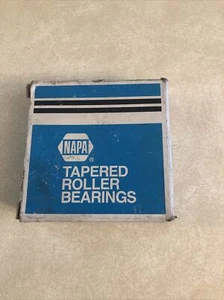 NAPA
®
TAPERED
ROLLER
BEARINGS